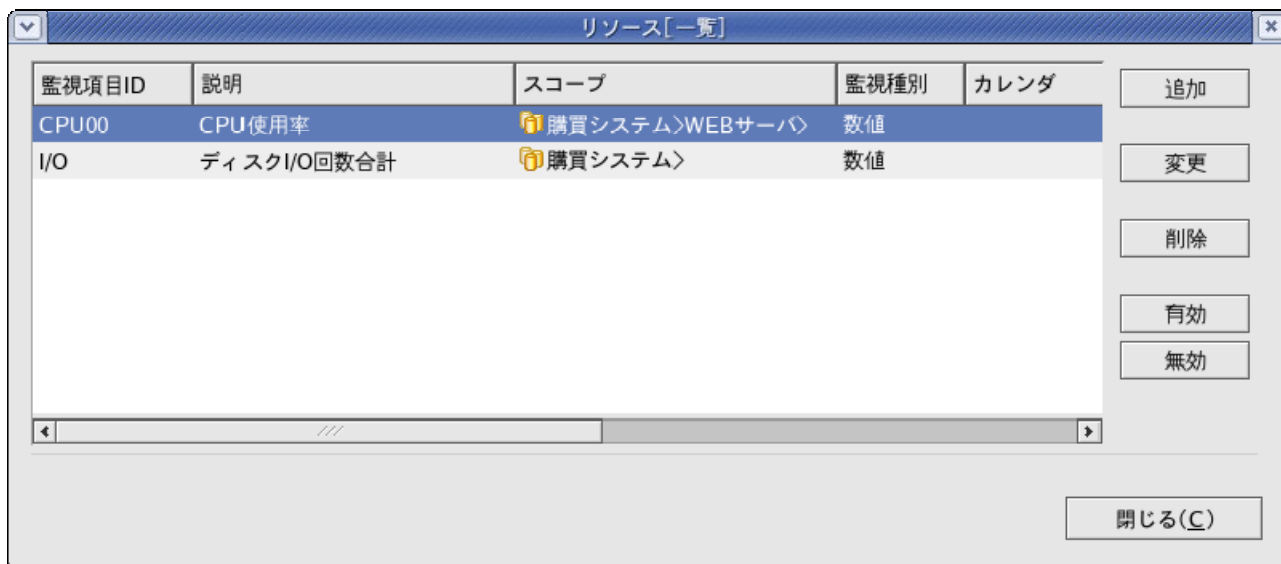 リソース[一覧]
監視項目ID 説明 スコープ 監視種別 カレンダ
CPU00 CPU使用率 購買システム>WEBサーバ> 数値
I/O ディスクI/O回数合計 購買システム> 数値
追加
変更
削除
有効
無効
閉じる(C)